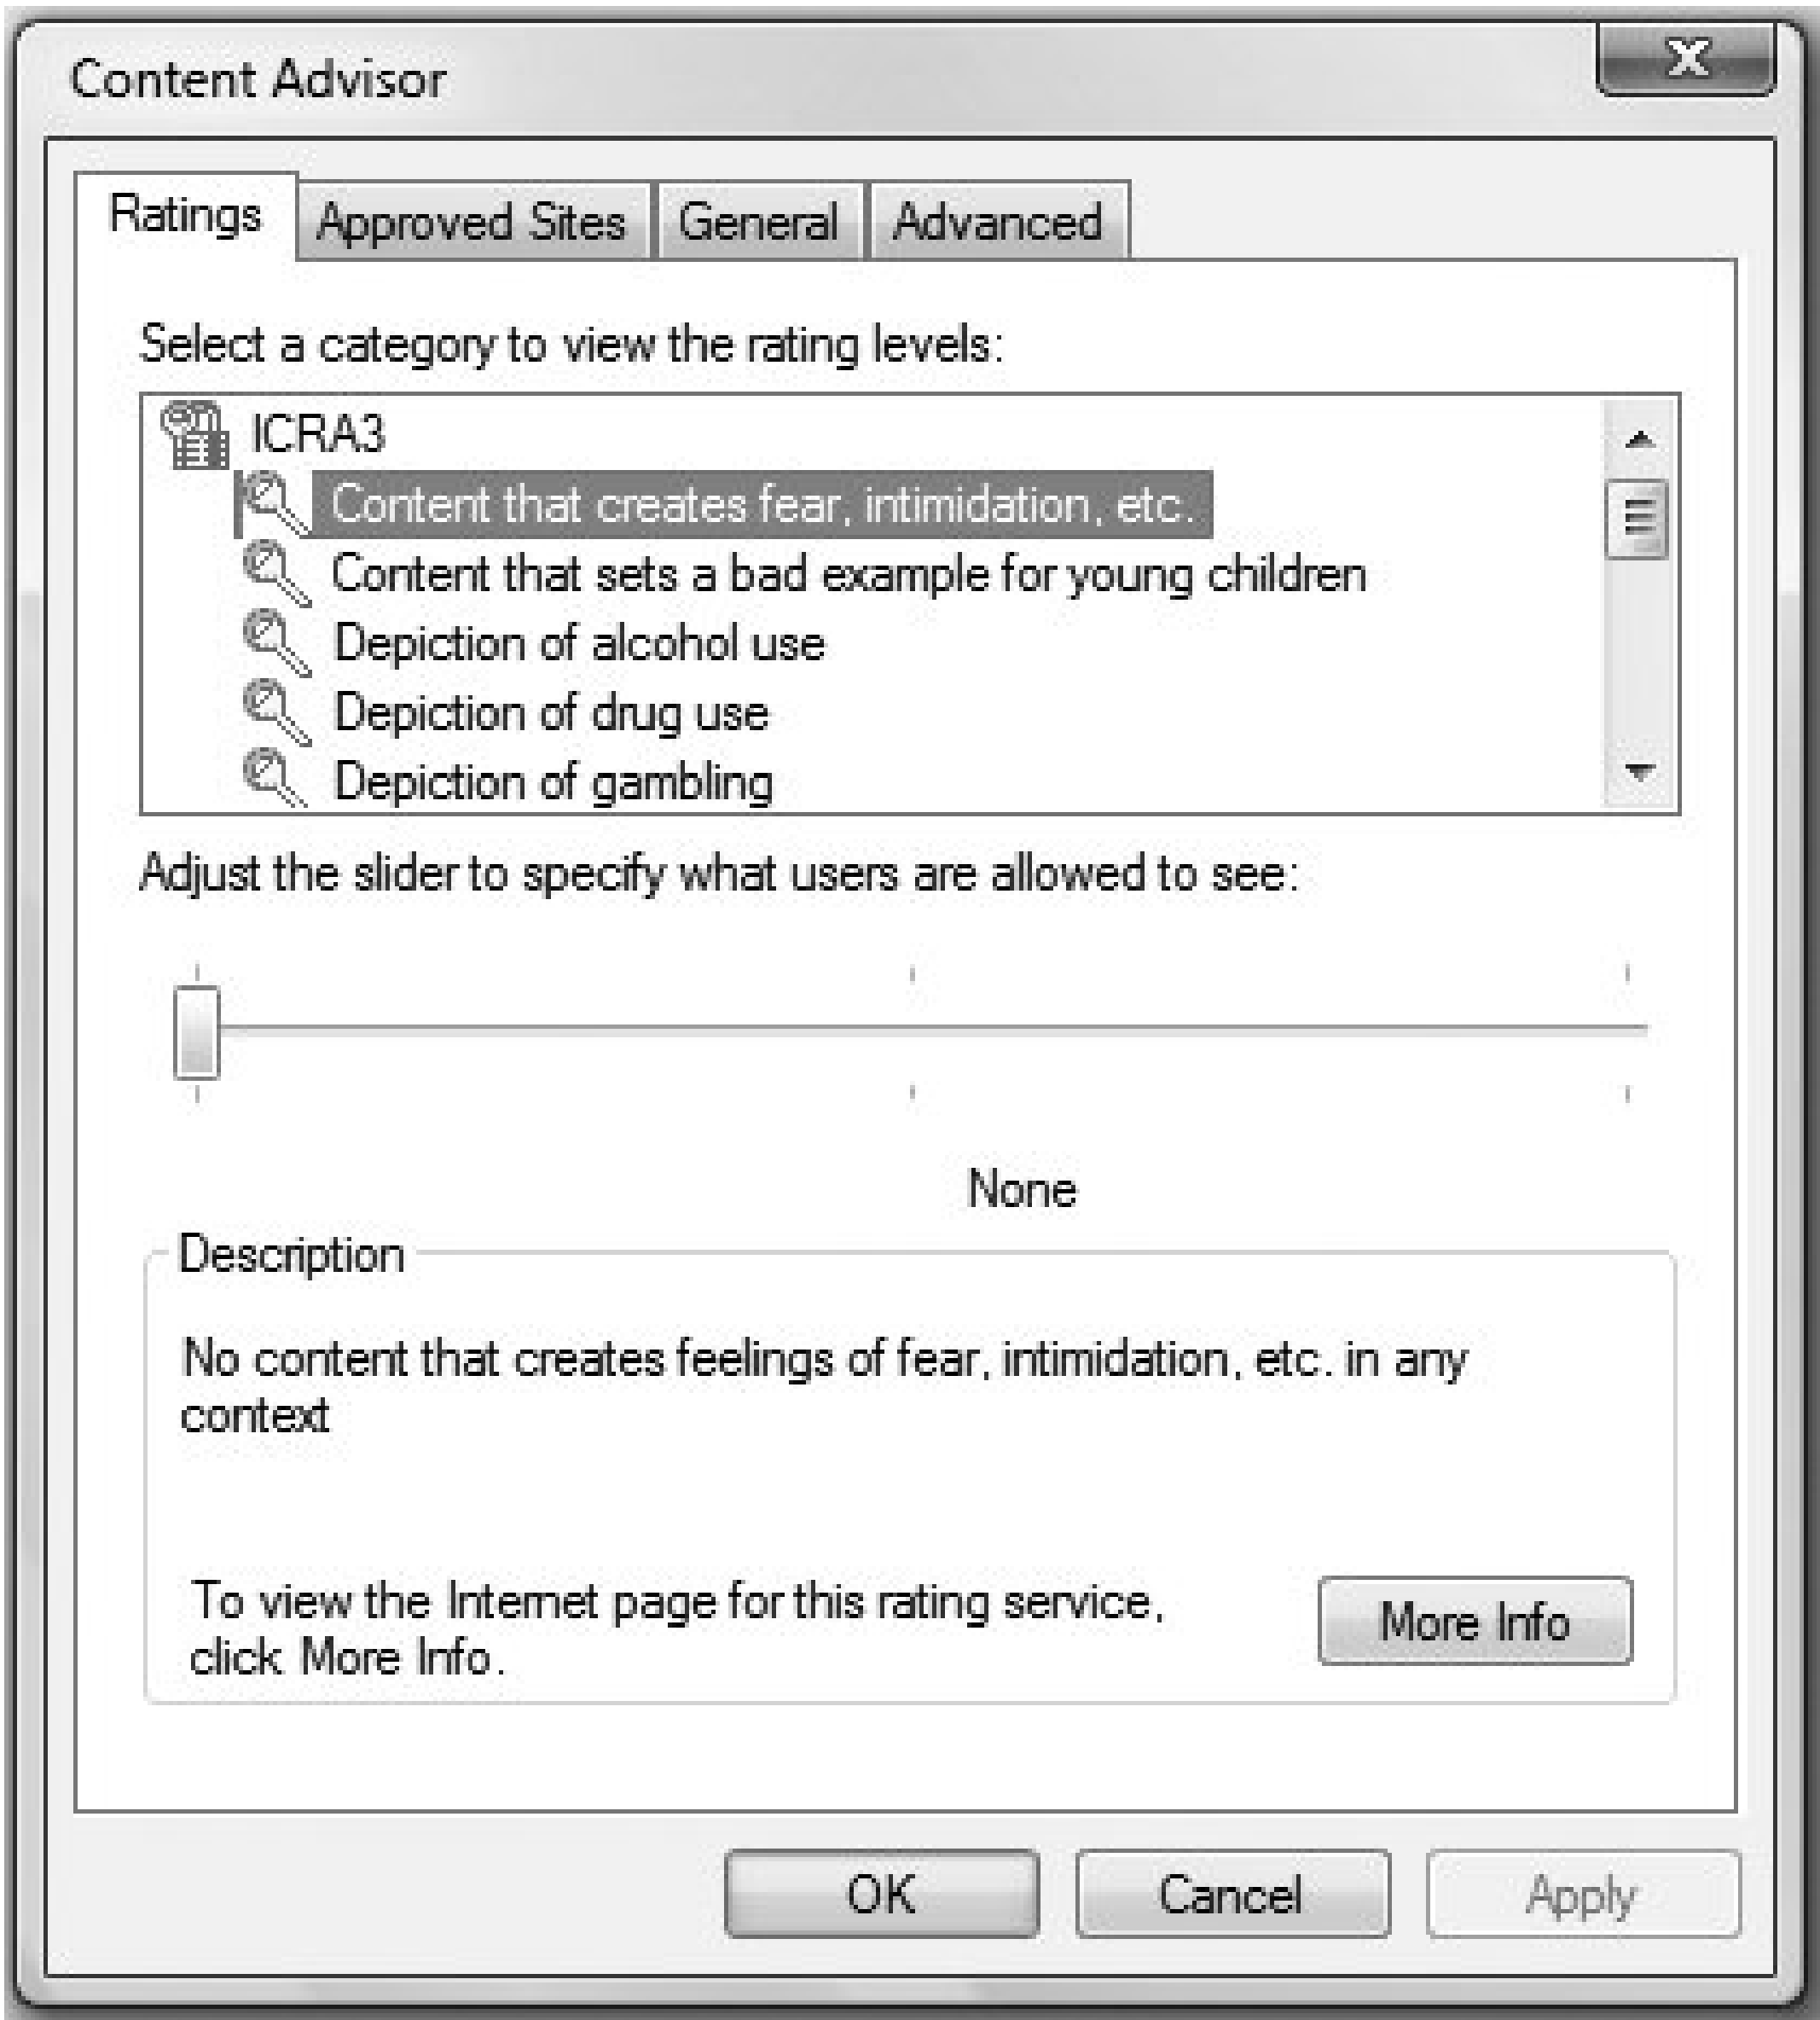 Content Advisor
Ratings
Approved Sites
General
Advanced
Select a category to view the rating levels:
ICRA3
Content that creates fear, intimidation, etc.
Content that sets a bad example for young children
Depiction of alcohol use
Depiction of drug use
Depiction of gambling
Adjust the slider to specify what users are allowed to see:
None
Description
No content that creates feelings of fear, intimidation, etc. in any
context
To view the Internet page for this rating service,
click More Info.
More Info
OK
Cancel
Apply